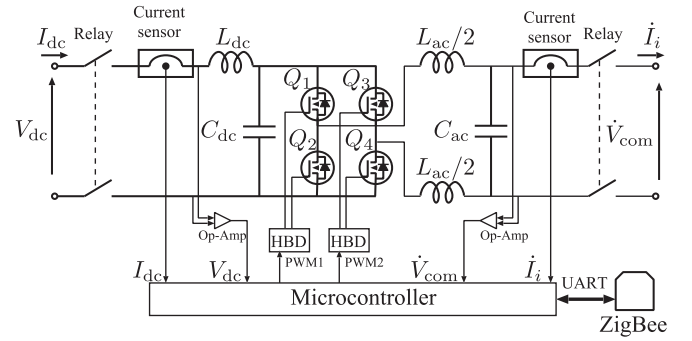 Current sensor
Relay
I_dc
L_dc
L_ac/2
Current sensor
Relay
İ_i
Q_1
Q_3
V_dc
C_dc
Q_2
Q_4
C_ac
V̇_com
L_ac/2
Op-Amp
HBD
HBD
Op-Amp
PWM1
PWM2
I_dc
V_dc
V̇_com
İ_i
UART
Microcontroller
ZigBee